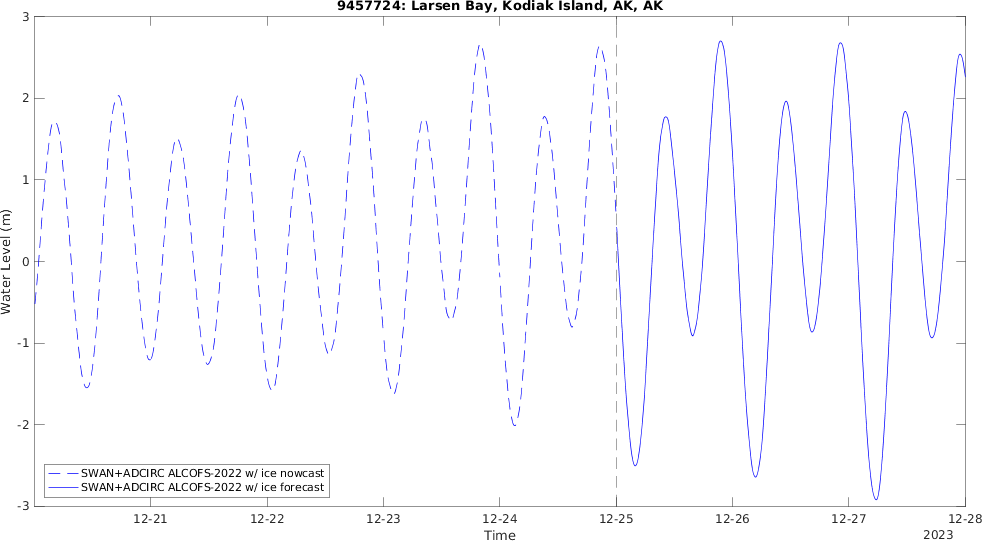 9457724: Larsen Bay, Kodiak Island, AK, AK
3
2
1
0
-1
-2
-3
Water Level (m)
SWAN+ADCIRC ALCOFS-2022 w/ ice nowcast
SWAN+ADCIRC ALCOFS-2022 w/ ice forecast
12-21 12-22 12-23 12-24 12-25 12-26 12-27 12-28
Time
2023